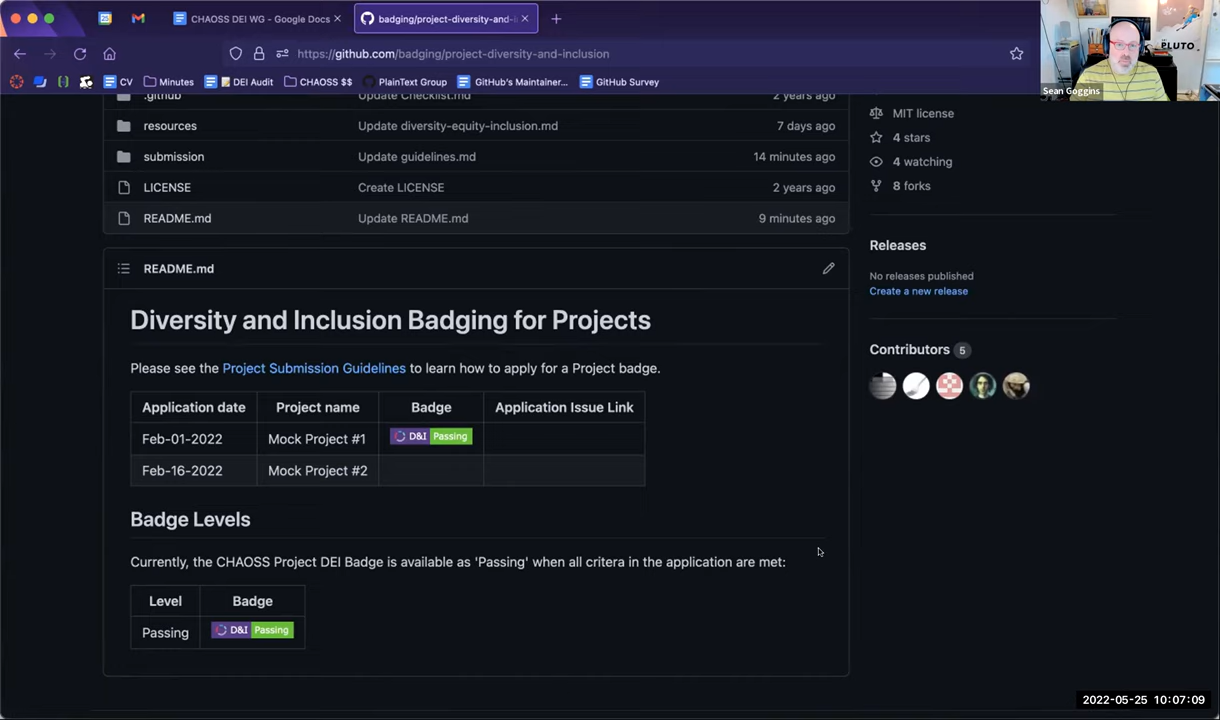 CHAOSS DEI WG - Google Docs
badging/project-diversity-and-i
https://github.com/badging/project-diversity-and-inclusion
CV
Minutes
DEI Audit
CHAOSS $$
PlainText Group
GitHub's Maintainer...
GitHub Survey
PLUTO
Sean Goggins
.github
Update Checklist.md
2 years ago
resources
Update diversity-equity-inclusion.md
7 days ago
submission
Update guidelines.md
14 minutes ago
LICENSE
Create LICENSE
2 years ago
README.md
Update README.md
9 minutes ago
MIT license
4 stars
4 watching
8 forks
Releases
No releases published
Create a new release
Contributors 5
README.md
Diversity and Inclusion Badging for Projects
Please see the Project Submission Guidelines to learn how to apply for a Project badge.
Application date Project name Badge Application Issue Link
Feb-01-2022 Mock Project #1 D&I Passing
Feb-16-2022 Mock Project #2
Badge Levels
Currently, the CHAOSS Project DEI Badge is available as 'Passing' when all critera in the application are met:
Level Badge
Passing D&I Passing
2022-05-25 10:07:09